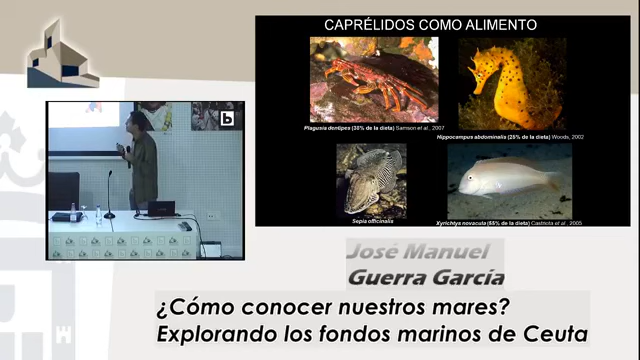 CAPRÉLIDOS COMO ALIMENTO
Plagusia dentipes (38% de la dieta) Samson et al., 2007
Hippocampus abdominalis (25% de la dieta) Woods, 2002
Sepia officinalis
Xyrichtys novacula (65% de la dieta) Castriota et al., 2005
b
José Manuel
Guerra García
¿Cómo conocer nuestros mares?
Explorando los fondos marinos de Ceuta